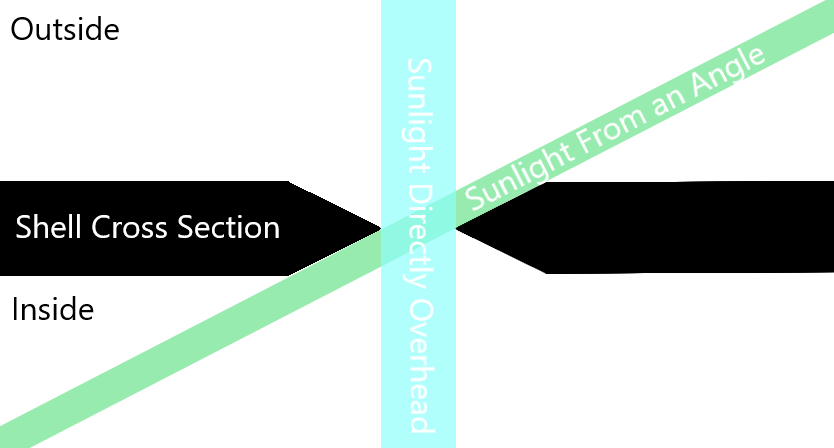 Outside
Sunlight Directly Overhead
Sunlight From an Angle
Shell Cross Section
Inside